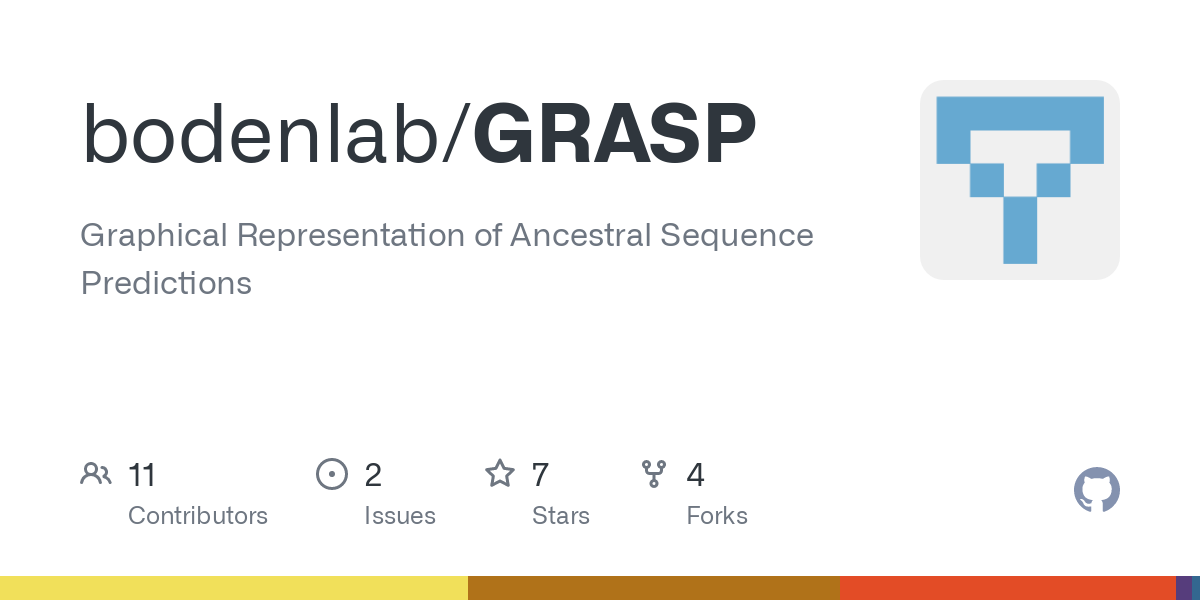 bodenlab/GRASP
Graphical Representation of Ancestral Sequence
Predictions
11 2 7 4
Contributors Issues Stars Forks